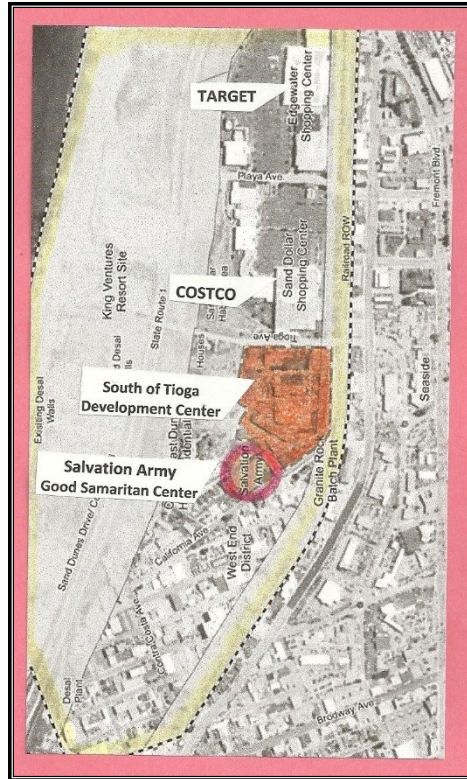 TARGET
Edgewater
Shopping Center
Playa Ave.
Fremont Blvd
Railroad ROW
COSTCO
Sand Dollar
Shopping Center
King Ventures
Resort Site
State Route 1
Tioga Ave
Houses
Exisiting Desal
Walls
South of Tioga
Development Center
Seaside
Salvation Army
Good Samaritan Center
Salvation
Army
Granite Rock
Batch Plant
Sand Dunes Drive/
California Ave
West End
District
Contra Costa Ave
Desal
Plant
Brodway Ave